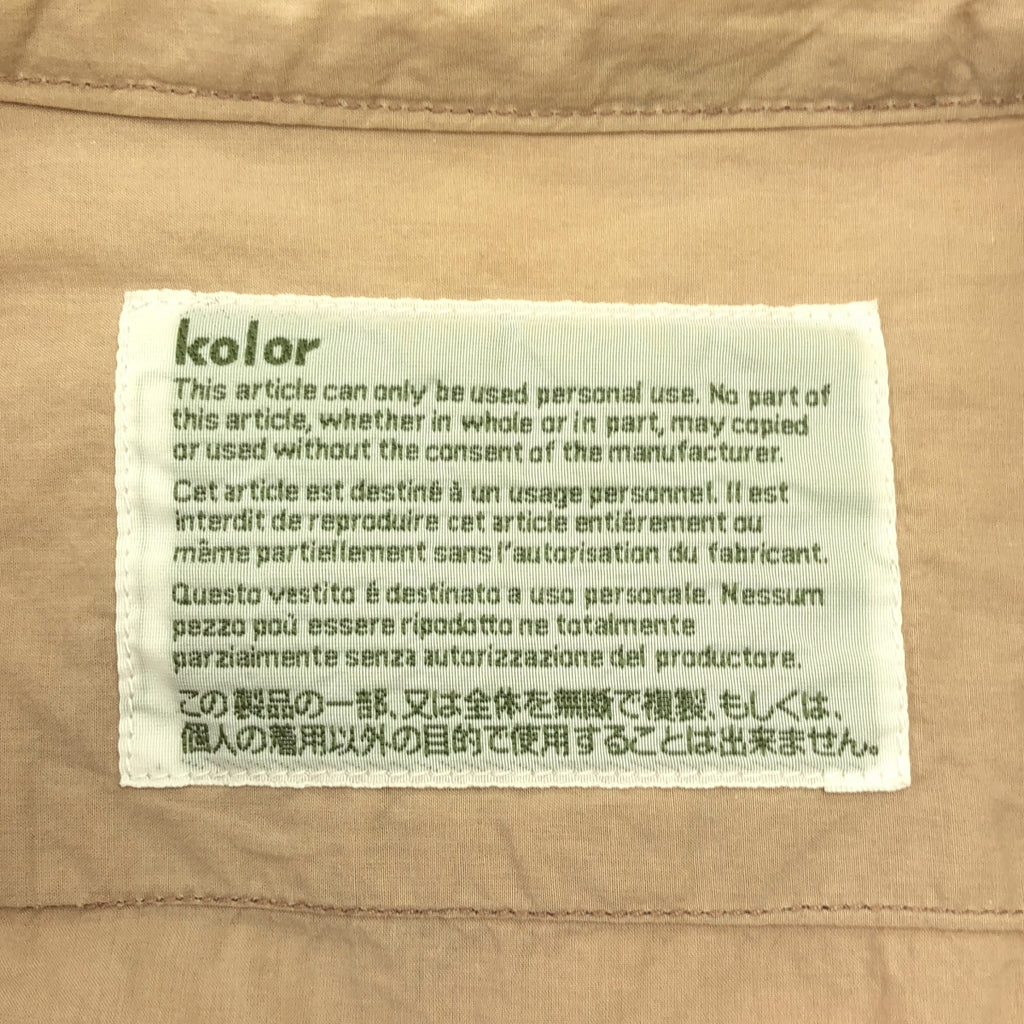 kolor
This article can only be used personal use. No part of
this article, whether in whole or in part, may copied
or used without the consent of the manufacturer.
Cet article est destiné à un usage personnel. Il est
interdit de reproduire cet article entiérement ou
même partiellement sans l'autorisation du fabricant.
Questo vestito é destinato a uso personale. Nessum
pezzo poú essere ripodotto ne totalmente
parzialmente senza autorizzazione del productore.
この製品の一部、又は全体を無断で複製、もしくは、
個人の着用以外の目的で使用することは出来ません。